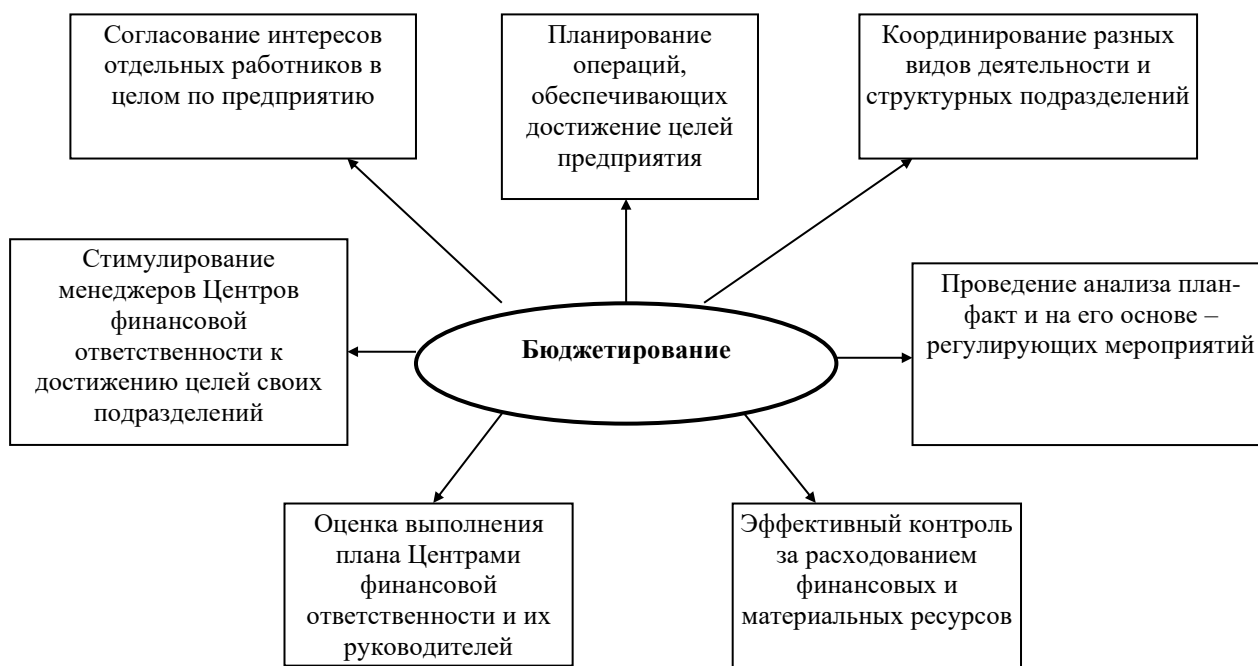 Согласование интересов
отдельных работников в
целом по предприятию
Планирование
операций,
обеспечивающих
достижение целей
предприятия
Координирование разных
видов деятельности и
структурных подразделений
Стимулирование
менеджеров Центров
финансовой
ответственности к
достижению целей своих
подразделений
Бюджетирование
Проведение анализа план-
факт и на его основе –
регулирующих мероприятий
Оценка выполнения
плана Центрами
финансовой
ответственности и их
руководителей
Эффективный контроль
за расходованием
финансовых и
материальных ресурсов